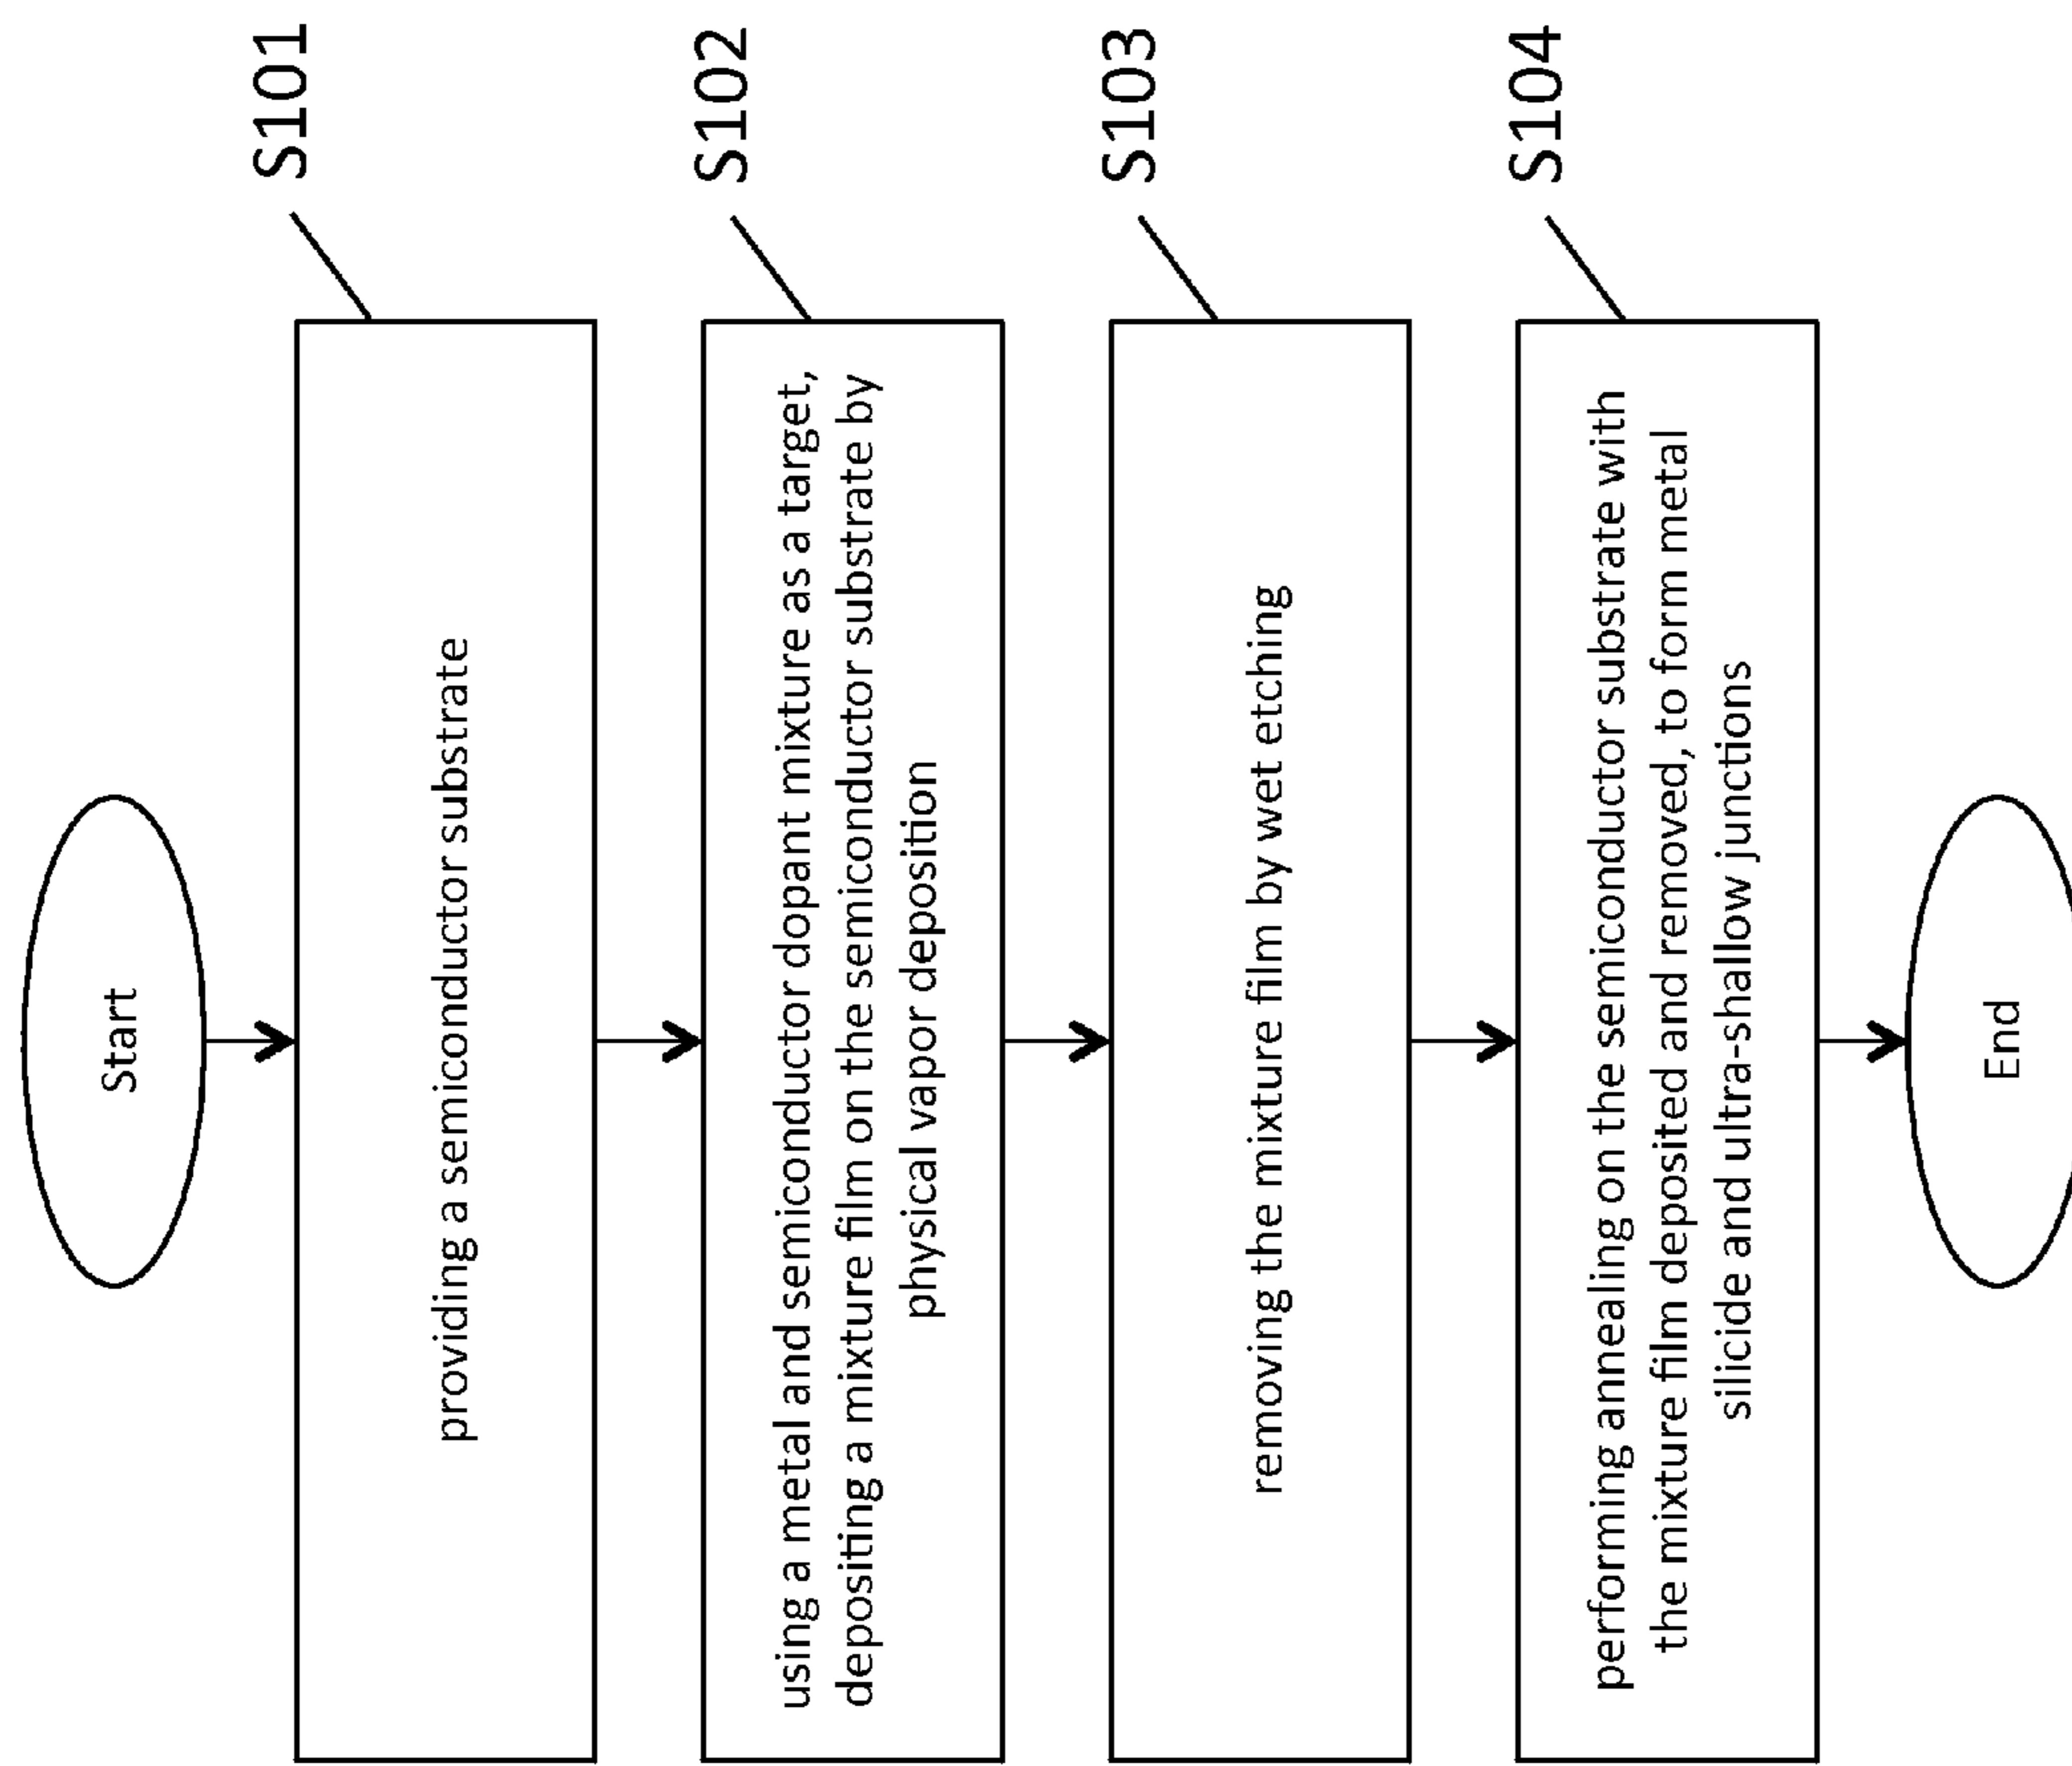 Start
S101
providing a semiconductor substrate
S102
using a metal and semiconductor dopant mixture as a target,
depositing a mixture film on the semiconductor substrate by
physical vapor deposition
S103
removing the mixture film by wet etching
S104
performing annealing on the semiconductor substrate with
the mixture film deposited and removed, to form metal
silicide and ultra-shallow junctions
End